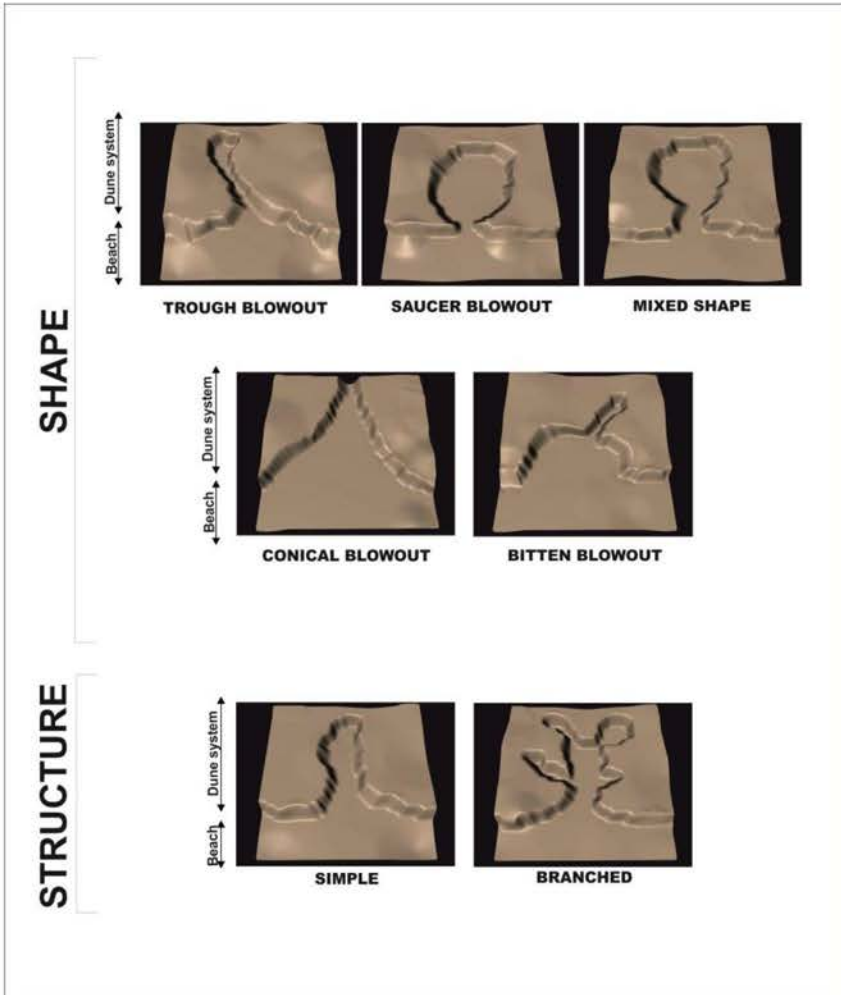 SHAPE
Dune system
Beach
TROUGH BLOWOUT
SAUCER BLOWOUT
MIXED SHAPE
Dune system
Beach
CONICAL BLOWOUT
BITTEN BLOWOUT
STRUCTURE
Dune system
Beach
SIMPLE
BRANCHED